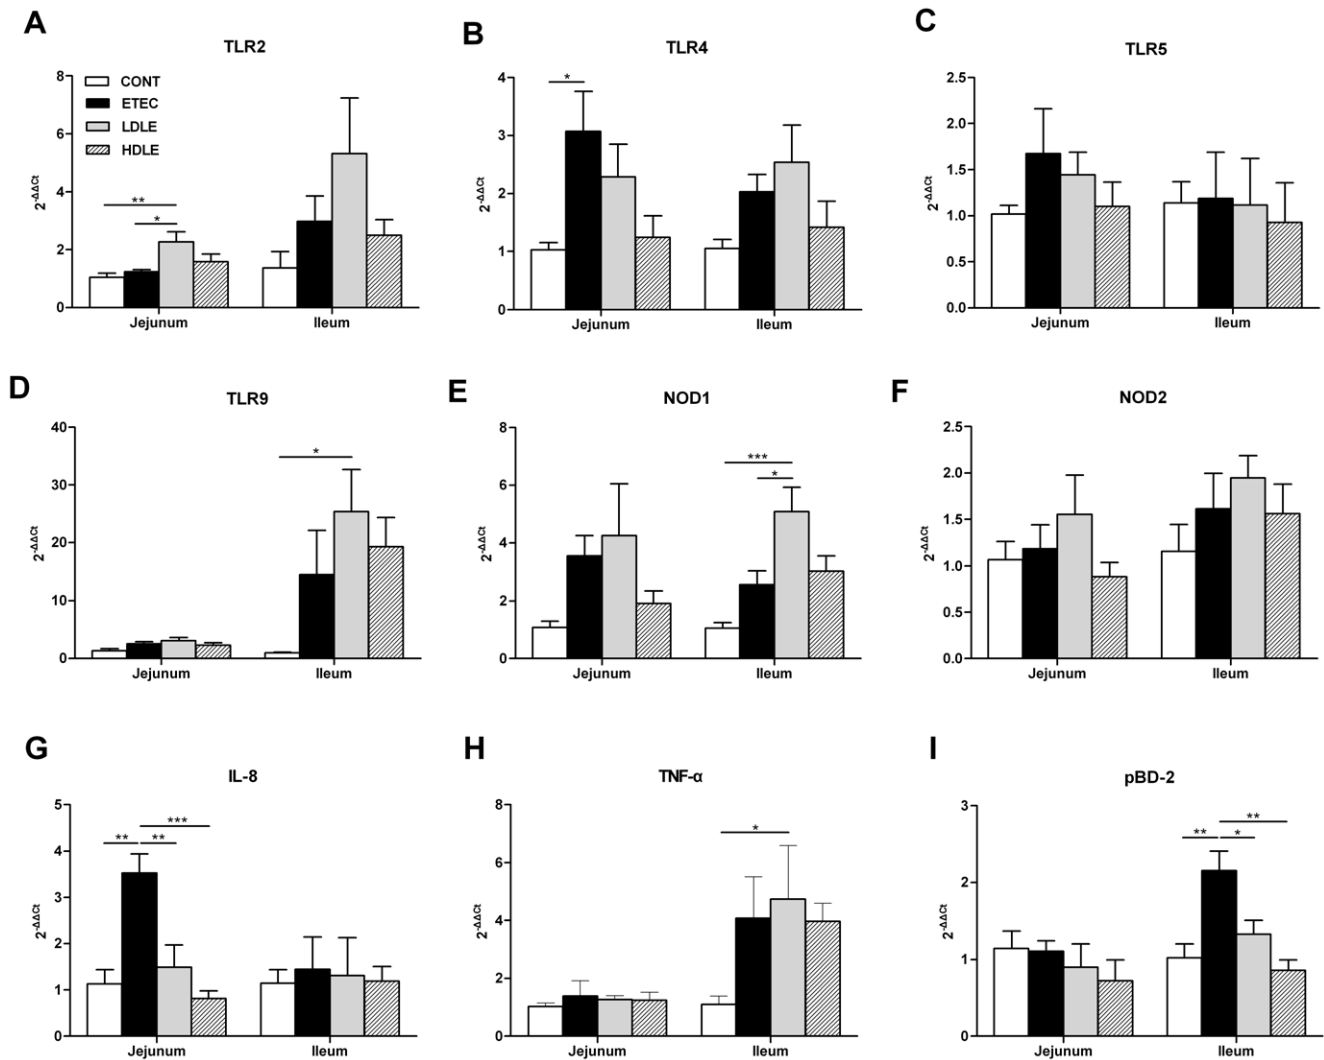 A
TLR2
8
6
4
2
0
2^-ΔΔCt
CONT
ETEC
LDLE
HDLE
**
*
Jejunum Ileum
B
TLR4
4
3
2
1
0
2^-ΔΔCt
*
Jejunum Ileum
C
TLR5
2.5
2.0
1.5
1.0
0.5
0.0
2^-ΔΔCt
Jejunum Ileum
D
TLR9
40
30
20
10
0
2^-ΔΔCt
*
Jejunum Ileum
E
NOD1
8
6
4
2
0
2^-ΔΔCt
***
*
Jejunum Ileum
F
NOD2
2.5
2.0
1.5
1.0
0.5
0.0
2^-ΔΔCt
Jejunum Ileum
G
IL-8
5
4
3
2
1
0
2^-ΔΔCt
***
** **
Jejunum Ileum
H
TNF-α
8
6
4
2
0
2^-ΔΔCt
*
Jejunum Ileum
I
pBD-2
3
2
1
0
2^-ΔΔCt
**
** *
Jejunum Ileum